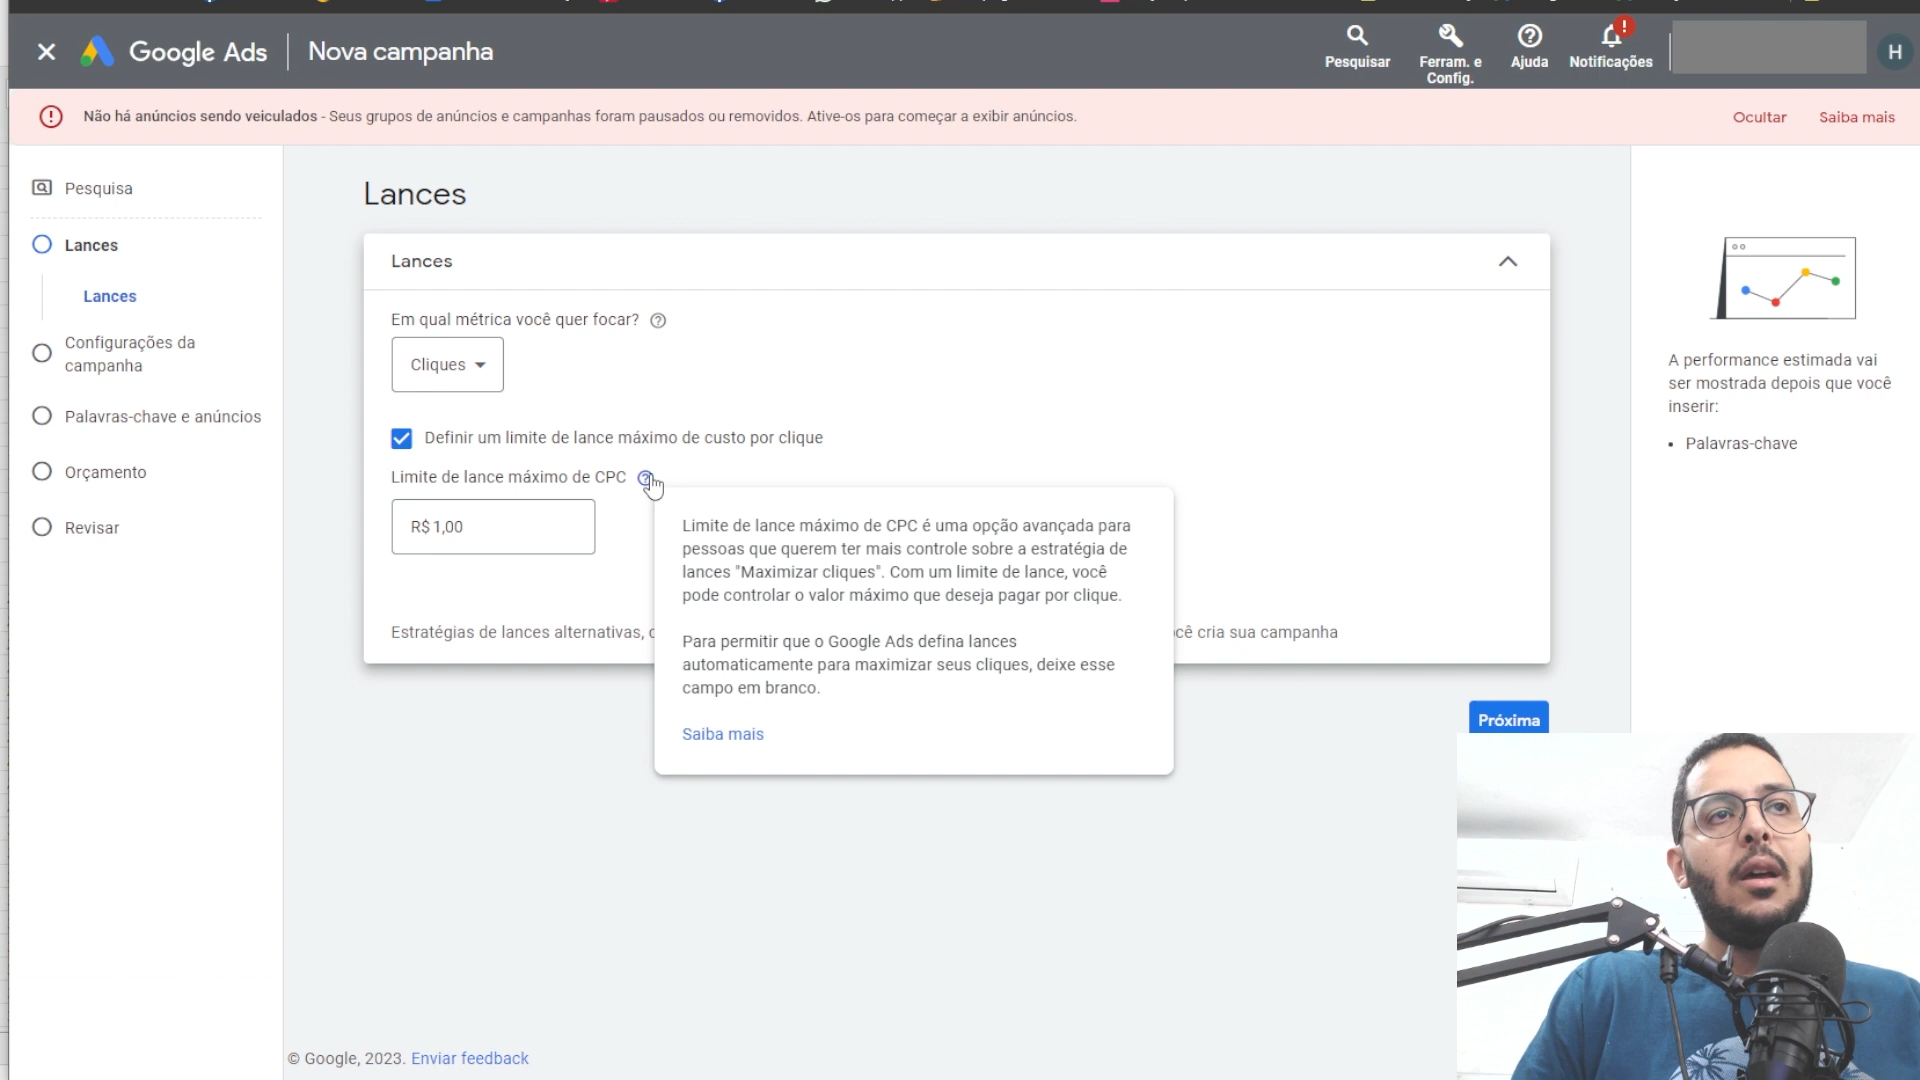 Google Ads
Nova campanha
Pesquisar
Ferram. e
Config.
Ajuda
Notificações
H
Não há anúncios sendo veiculados - Seus grupos de anúncios e campanhas foram pausados ou removidos. Ative-os para começar a exibir anúncios.
Ocultar
Saiba mais
Pesquisa
Lances
Lances
Configurações da
campanha
Palavras-chave e anúncios
Orçamento
Revisar
Lances
Lances
Em qual métrica você quer focar?
Cliques
Definir um limite de lance máximo de custo por clique
Limite de lance máximo de CPC
R$ 1,00
Limite de lance máximo de CPC é uma opção avançada para
pessoas que querem ter mais controle sobre a estratégia de
lances "Maximizar cliques". Com um limite de lance, você
pode controlar o valor máximo que deseja pagar por clique.
Para permitir que o Google Ads defina lances
automaticamente para maximizar seus cliques, deixe esse
campo em branco.
Saiba mais
Estratégias de lances alternativas, cria sua campanha
Próxima
A performance estimada vai
ser mostrada depois que você
inserir:
• Palavras-chave
© Google, 2023. Enviar feedback